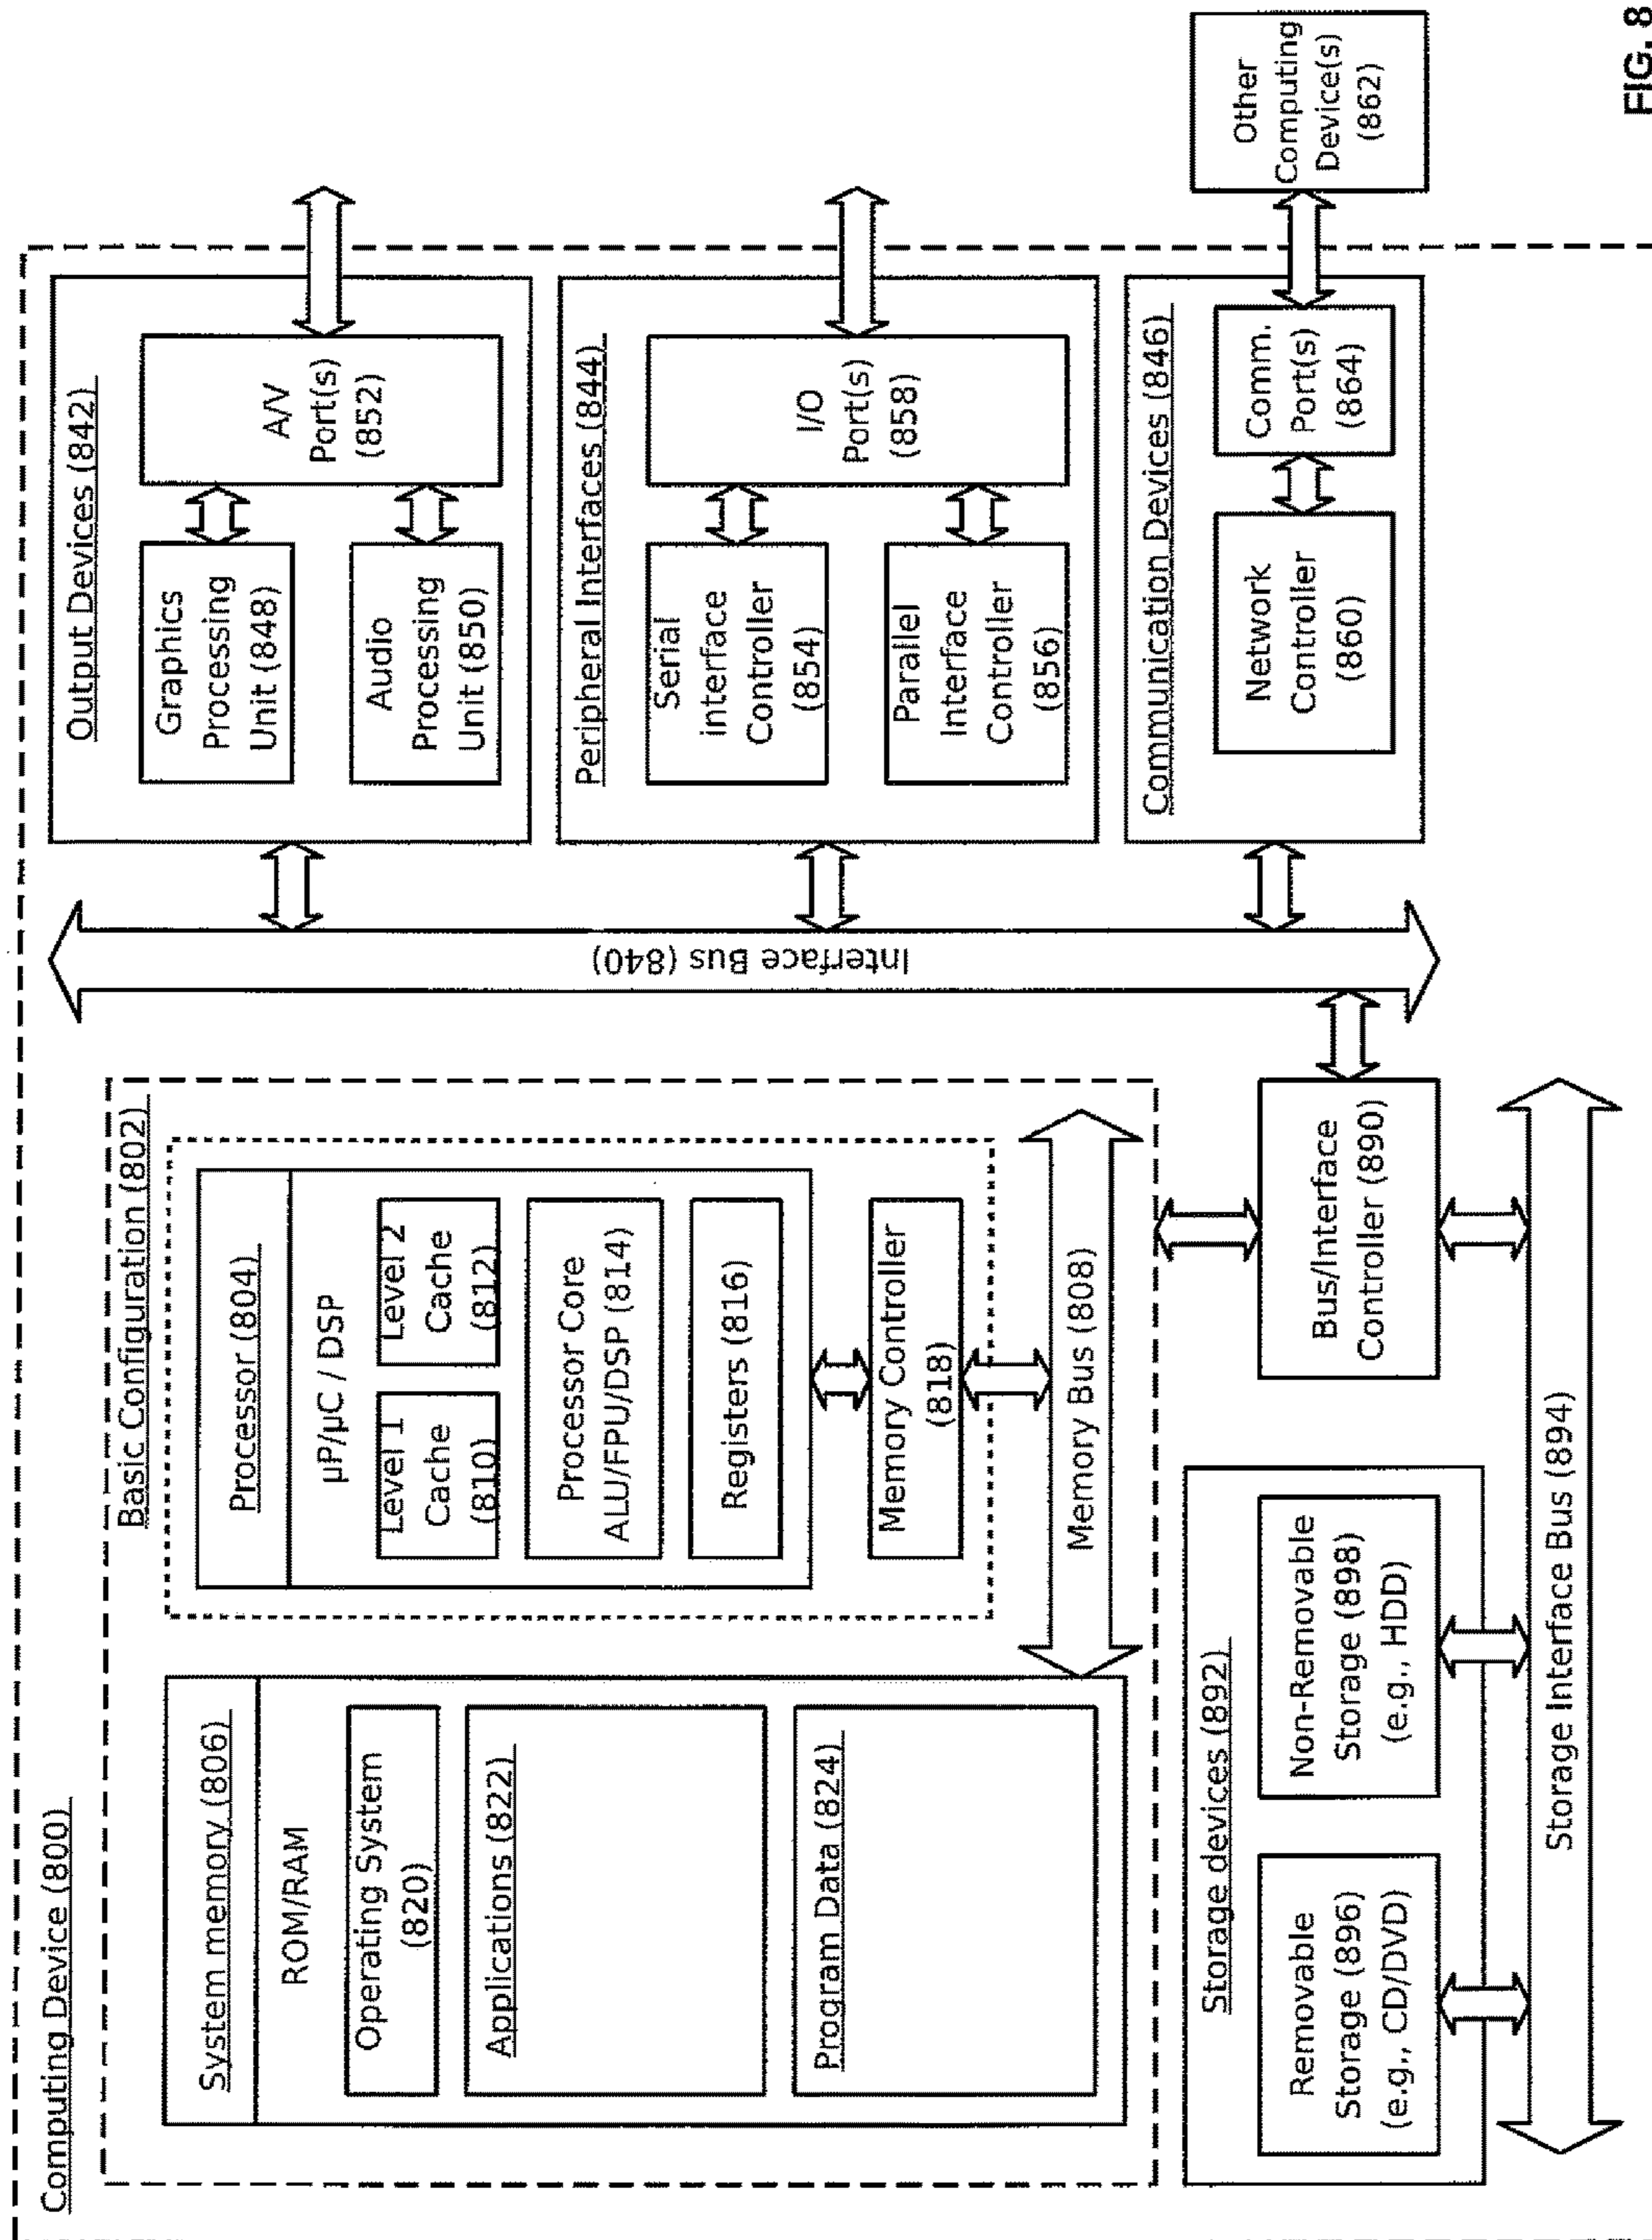 Computing Device (800)
Basic Configuration (802)
System memory (806)
ROM/RAM
Operating System
(820)
Applications (822)
Program Data (824)
Processor (804)
µP/µC / DSP
Level 1
Cache
(810)
Level 2
Cache
(812)
Processor Core
ALU/FPU/DSP (814)
Registers (816)
Memory Controller
(818)
Memory Bus (808)
Storage devices (892)
Removable
Storage (896)
(e.g., CD/DVD)
Non-Removable
Storage (898)
(e.g., HDD)
Bus/Interface
Controller (890)
Storage Interface Bus (894)
Interface Bus (840)
Output Devices (842)
Graphics
Processing
Unit (848)
Audio
Processing
Unit (850)
A/V
Port(s)
(852)
Peripheral Interfaces (844)
Serial
interface
Controller
(854)
Parallel
Interface
Controller
(856)
I/O
Port(s)
(858)
Communication Devices (846)
Network
Controller
(860)
Comm.
Port(s)
(864)
Other
Computing
Device(s)
(862)
FIG. 8